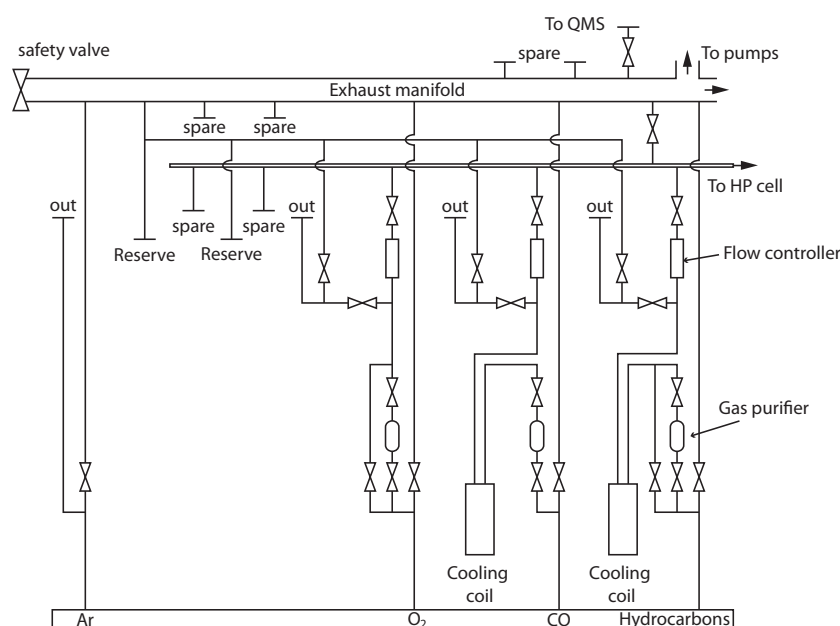 To QMS
safety valve
spare
To pumps
Exhaust manifold
spare
spare
To HP cell
out
spare
spare
out
out
out
Reserve
Reserve
Flow controller
Gas purifier
Cooling
coil
Cooling
coil
Ar
O₂
CO
Hydrocarbons